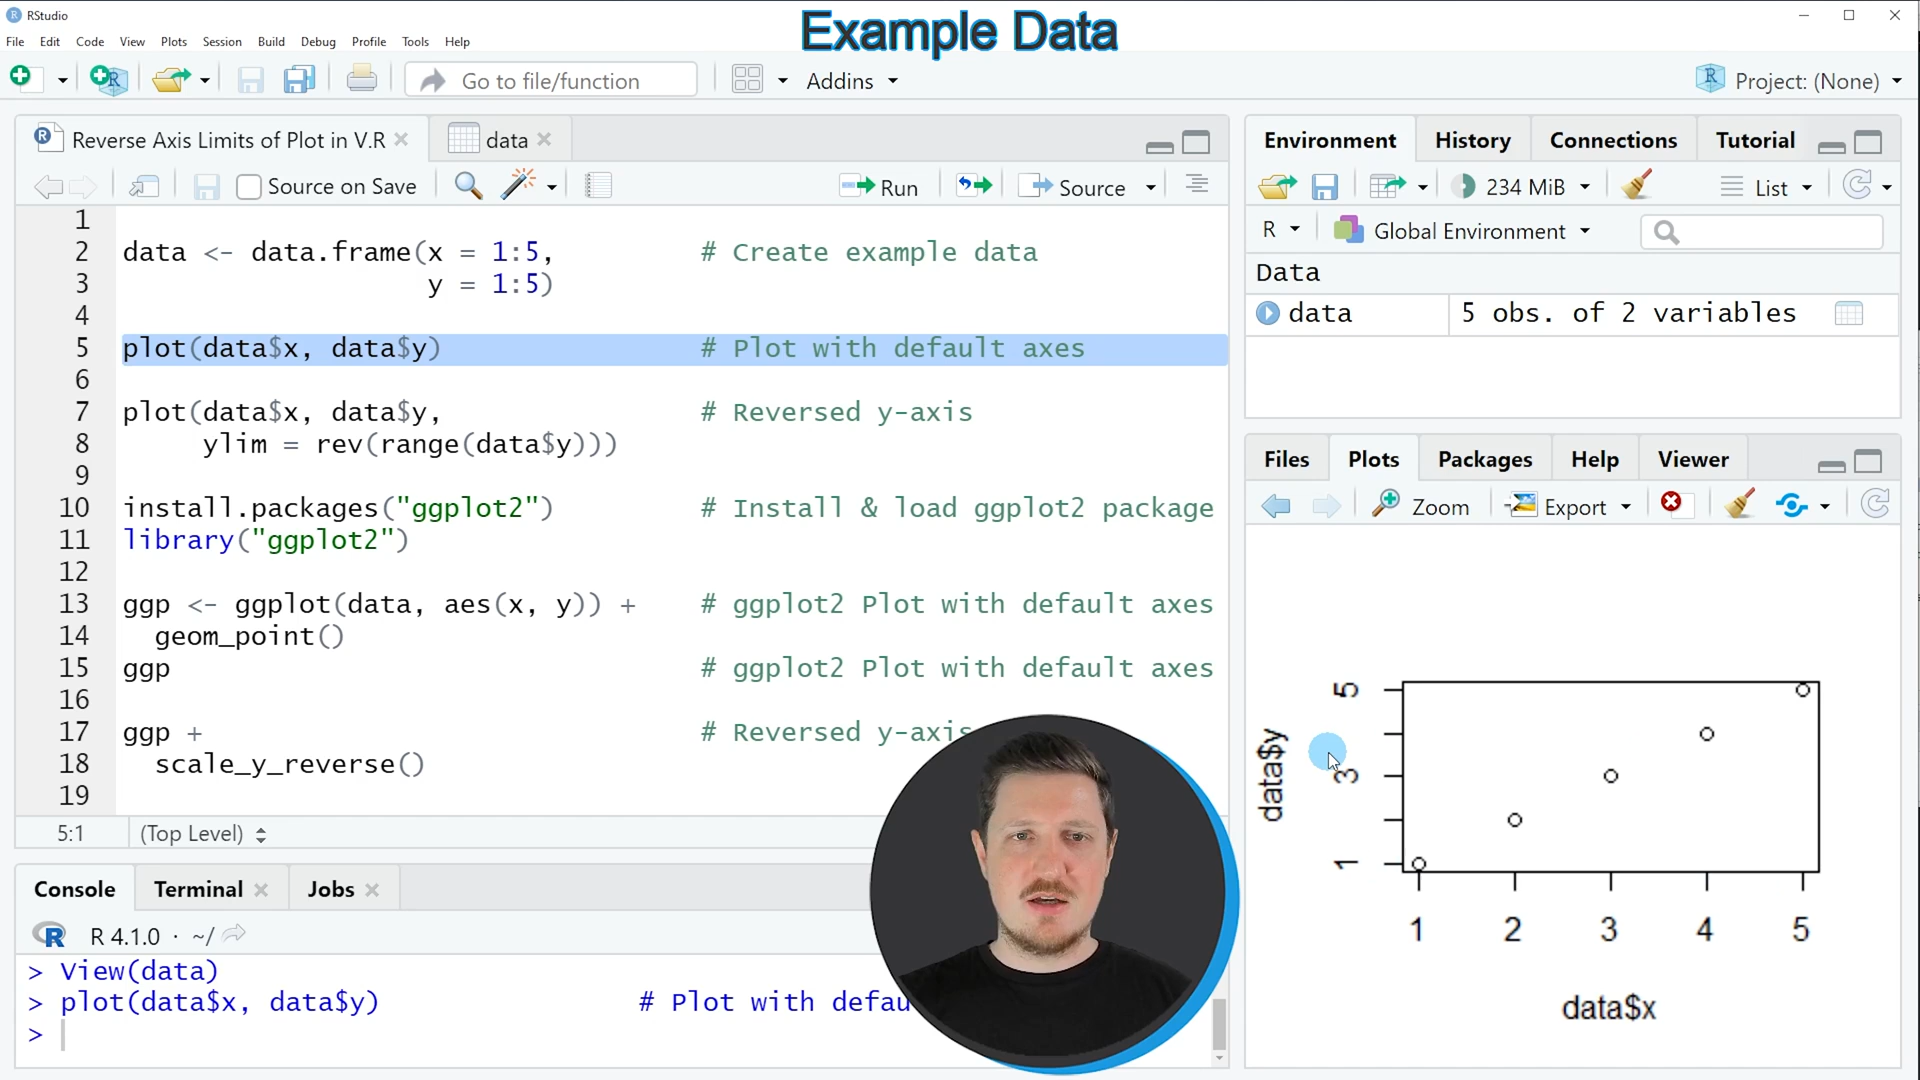 RStudio
Example Data
File Edit Code View Plots Session Build Debug Profile Tools Help
Go to file/function
Addins
Project: (None)
Reverse Axis Limits of Plot in V.R
data
Source on Save
Run
Source
1
2 data <- data.frame(x = 1:5, # Create example data
3 y = 1:5)
4
5 plot(data$x, data$y) # Plot with default axes
6
7 plot(data$x, data$y, # Reversed y-axis
8 ylim = rev(range(data$y)))
9
10 install.packages("ggplot2") # Install & load ggplot2 package
11 library("ggplot2")
12
13 ggp <- ggplot(data, aes(x, y)) + # ggplot2 Plot with default axes
14 geom_point()
15 ggp # ggplot2 Plot with default axes
16
17 ggp + # Reversed y-axis
18 scale_y_reverse()
19
5:1 (Top Level)
Console Terminal Jobs
R 4.1.0 · ~/
> View(data)
> plot(data$x, data$y) # Plot with defau
>
Environment History Connections Tutorial
234 MiB
List
R Global Environment
Data
data 5 obs. of 2 variables
Files Plots Packages Help Viewer
Zoom Export
data$y
5
3
1
1 2 3 4 5
data$x